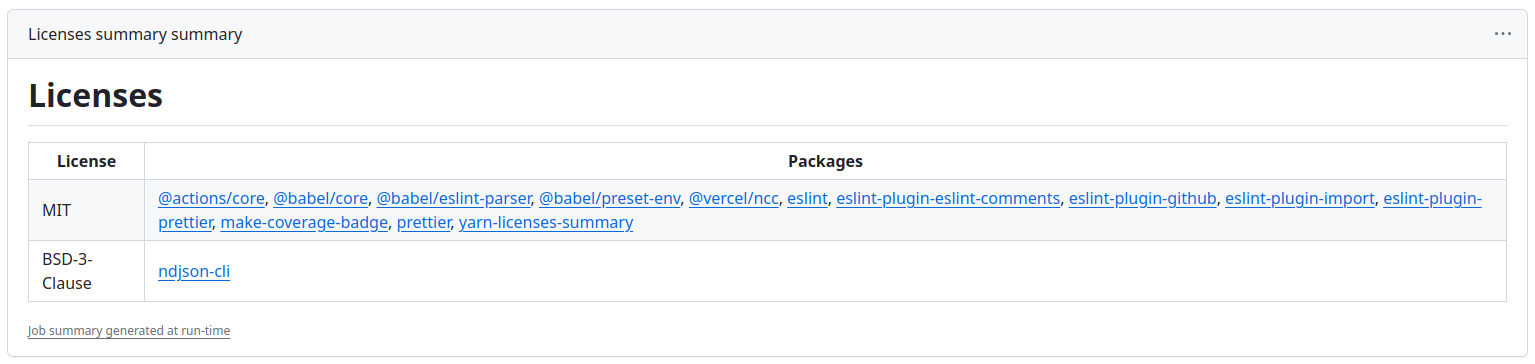 Licenses summary summary
Licenses
License
Packages
MIT
@actions/core, @babel/core, @babel/eslint-parser, @babel/preset-env, @vercel/ncc, eslint, eslint-plugin-eslint-comments, eslint-plugin-github, eslint-plugin-import, eslint-plugin-
prettier, make-coverage-badge, prettier, yarn-licenses-summary
BSD-3-
Clause
ndjson-cli
Job summary generated at run-time